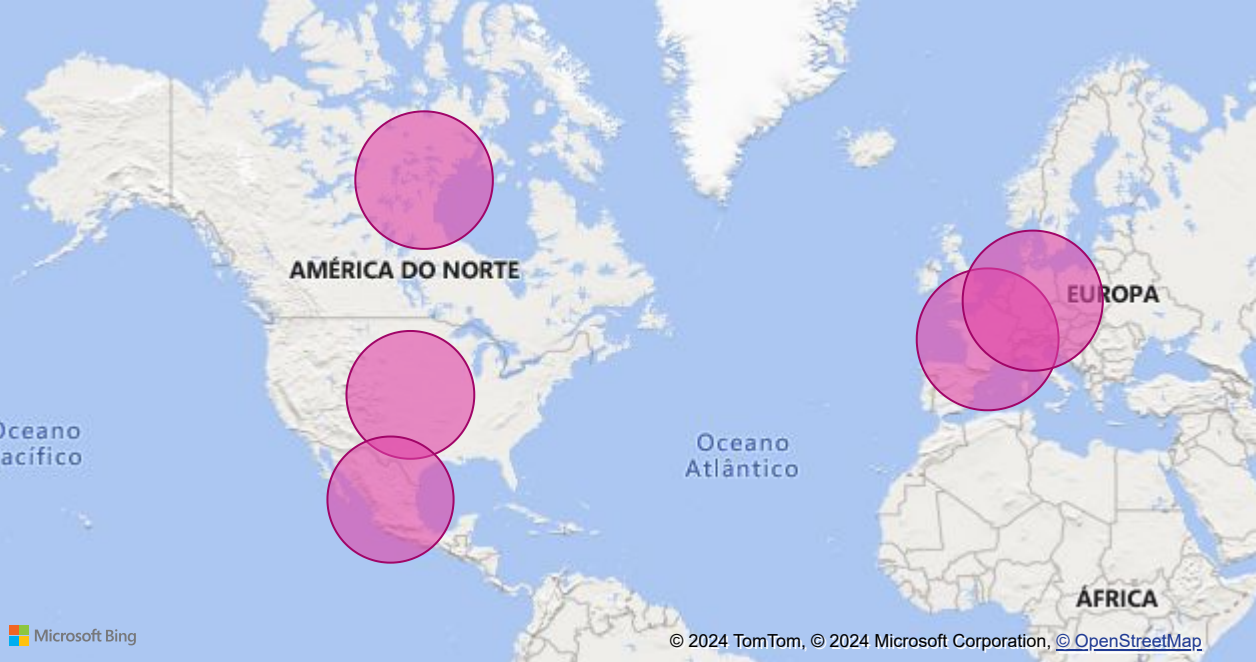 AMÉRICA DO NORTE
EUROPA
Oceano
acífico
Oceano
Atlântico
ÁFRICA
Microsoft Bing
© 2024 TomTom, © 2024 Microsoft Corporation, © OpenStreetMap